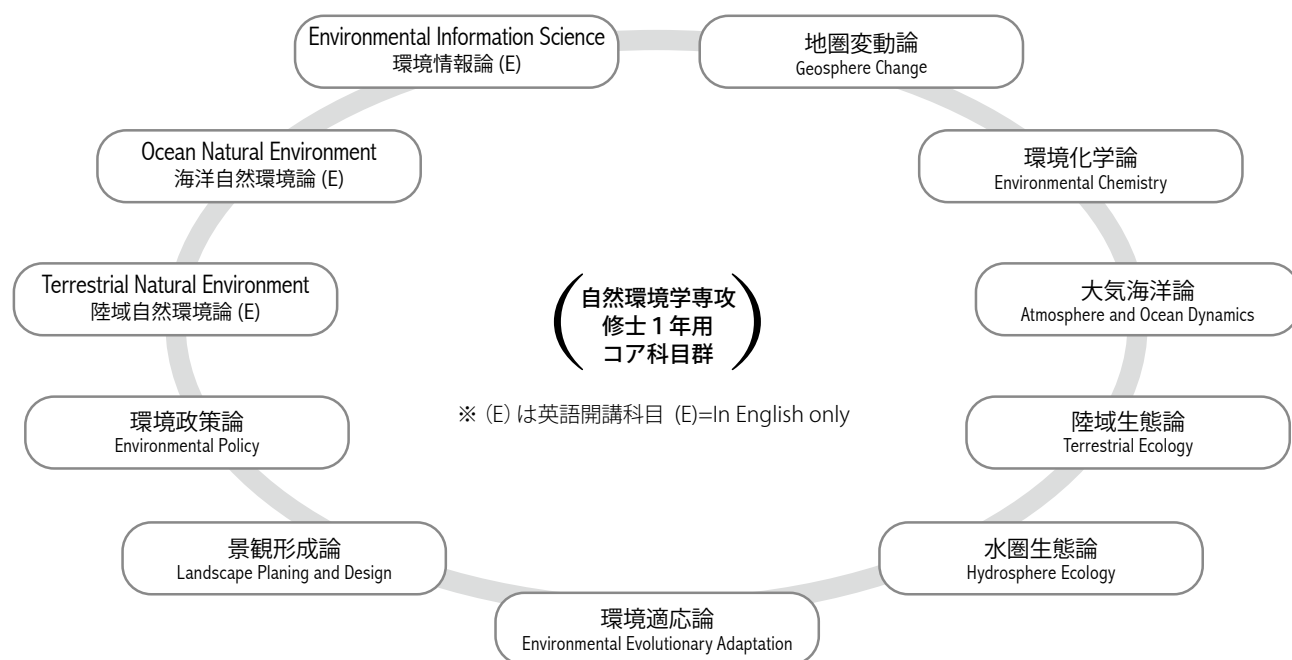 Environmental Information Science
環境情報論 (E)
地圏変動論
Geosphere Change
Ocean Natural Environment
海洋自然環境論 (E)
環境化学論
Environmental Chemistry
Terrestrial Natural Environment
陸域自然環境論 (E)
自然環境学専攻
修士1年用
コア科目群
大気海洋論
Atmosphere and Ocean Dynamics
環境政策論
Environmental Policy
※ (E) は英語開講科目 (E)=In English only
陸域生態論
Terrestrial Ecology
景観形成論
Landscape Planing and Design
水圏生態論
Hydrosphere Ecology
環境適応論
Environmental Evolutionary Adaptation